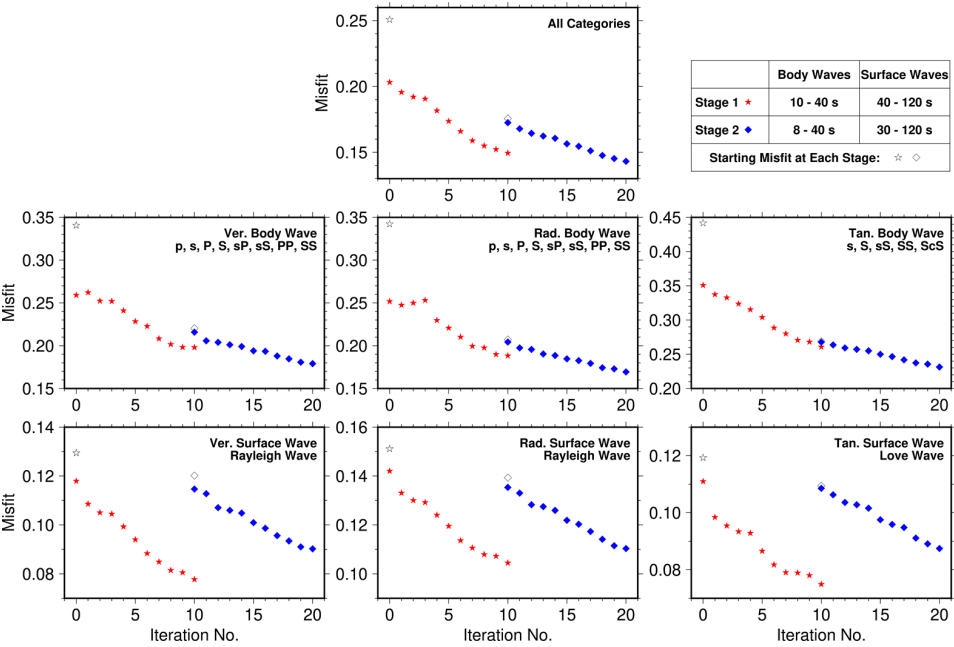 All Categories
Misfit
0.25
0.20
0.15
0 5 10 15 20
Body Waves Surface Waves
Stage 1 10 - 40 s 40 - 120 s
Stage 2 8 - 40 s 30 - 120 s
Starting Misfit at Each Stage:
Ver. Body Wave
p, s, P, S, sP, sS, PP, SS
Misfit
0.35
0.30
0.25
0.20
0.15
0 5 10 15 20
Rad. Body Wave
p, s, P, S, sP, sS, PP, SS
0.35
0.30
0.25
0.20
0.15
0 5 10 15 20
Tan. Body Wave
s, S, sS, SS, ScS
0.45
0.40
0.35
0.30
0.25
0.20
0 5 10 15 20
Ver. Surface Wave
Rayleigh Wave
Misfit
0.14
0.12
0.10
0.08
0 5 10 15 20
Iteration No.
Rad. Surface Wave
Rayleigh Wave
0.16
0.14
0.12
0.10
0 5 10 15 20
Iteration No.
Tan. Surface Wave
Love Wave
0.12
0.10
0.08
0 5 10 15 20
Iteration No.